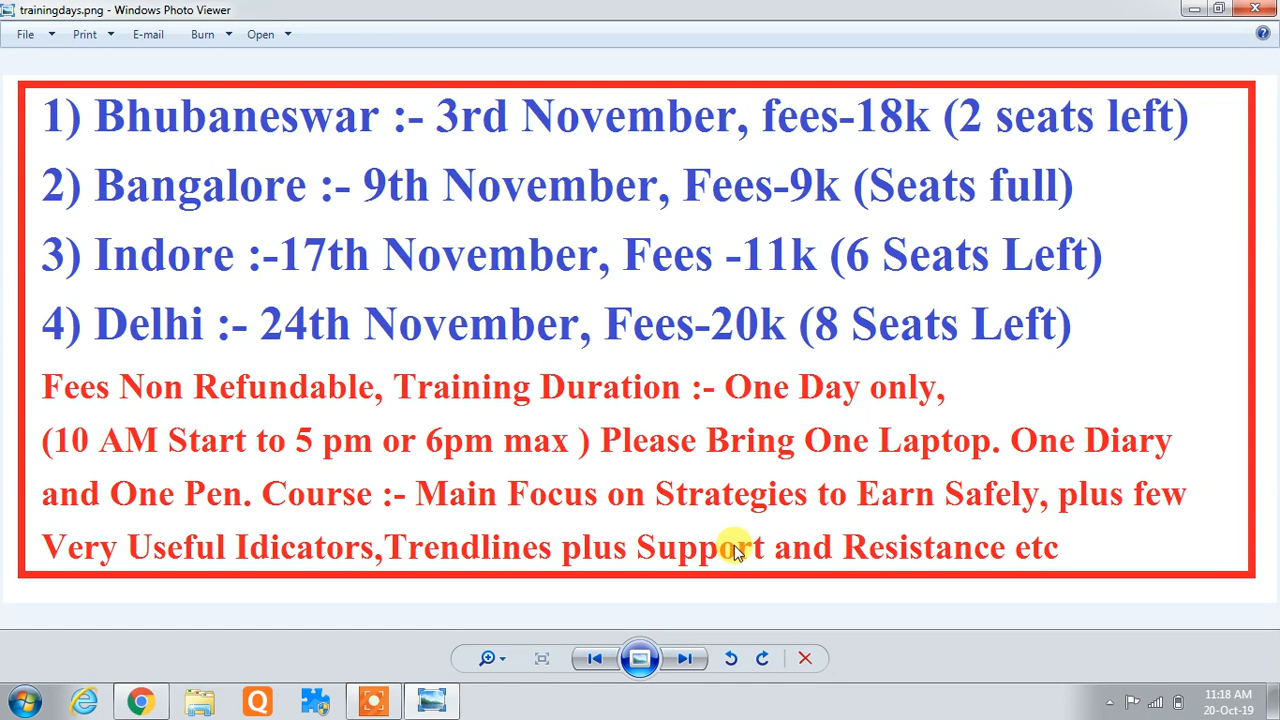 trainingdays.png - Windows Photo Viewer
File Print E-mail Burn Open
1) Bhubaneswar :- 3rd November, fees-18k (2 seats left)
2) Bangalore :- 9th November, Fees-9k (Seats full)
3) Indore :-17th November, Fees -11k (6 Seats Left)
4) Delhi :- 24th November, Fees-20k (8 Seats Left)
Fees Non Refundable, Training Duration :- One Day only,
(10 AM Start to 5 pm or 6pm max ) Please Bring One Laptop. One Diary
and One Pen. Course :- Main Focus on Strategies to Earn Safely, plus few
Very Useful Idicators,Trendlines plus Support and Resistance etc
11:18 AM
20-Oct-19